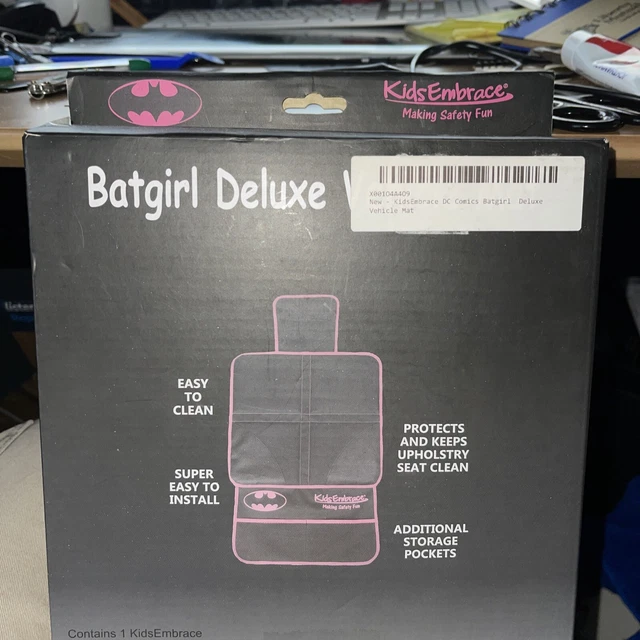 KidsEmbrace®
Making Safety Fun
Batgirl Deluxe
X001O4A4O9
New - KidsEmbrace DC Comics Batgirl Deluxe
Vehicle Mat
EASY
TO
CLEAN
PROTECTS
AND KEEPS
UPHOLSTRY
SEAT CLEAN
SUPER
EASY TO
INSTALL
KidsEmbrace
Making Safety Fun
ADDITIONAL
STORAGE
POCKETS
Contains 1 KidsEmbrace